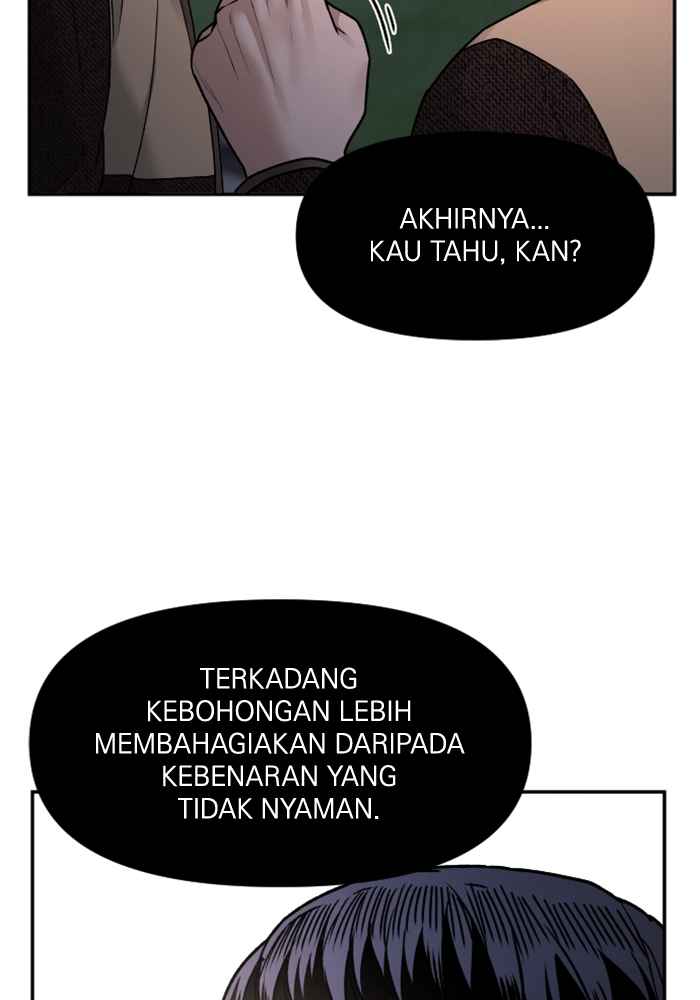 AKHIRNYA...
KAU TAHU, KAN?
TERKADANG
KEBOHONGAN LEBIH
MEMBAHAGIAKAN DARIPADA
KEBENARAN YANG
TIDAK NYAMAN.